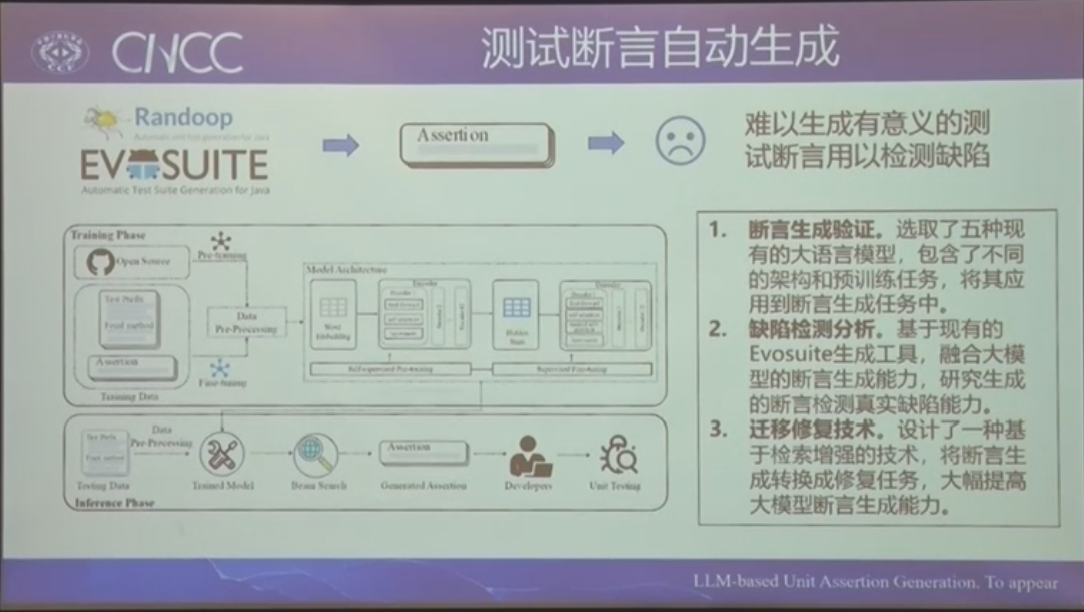 CNCC
测试断言自动生成
Randoop
Automatic unit test generation for Java
EVOSUITE
Automatic Test Suite Generation for Java
Assertion
难以生成有意义的测
试断言用以检测缺陷
Training Phase
Open Source
Pre-training
Test Prefix
Focal method
Assertion
Fine-tuning
Training Data
Data
Pre-Processing
Model Architecture
Word
Embedding
Encoder
Hidden
State
Self-supervised Pre-training
Supervised Fine-tuning
Test Prefix
Focal method
Testing Data
Data
Pre-Processing
Trained Model
Beam Search
Assertion
Generated Assertion
Developers
Unit Testing
Inference Phase
1. 断言生成验证。选取了五种现
有的大语言模型，包含了不同
的架构和预训练任务，将其应
用到断言生成任务中。
2. 缺陷检测分析。基于现有的
Evosuite生成工具，融合大模
型的断言生成能力，研究生成
的断言检测真实缺陷能力。
3. 迁移修复技术。设计了一种基
于检索增强的技术，将断言生
成转换成修复任务，大幅提高
大模型断言生成能力。
LLM-based Unit Assertion Generation. To appear